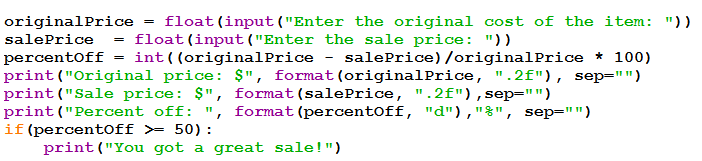 originalPrice = float(input("Enter the original cost of the item: "))
salePrice  = float(input("Enter the sale price: "))
percentOff = int((originalPrice - salePrice)/originalPrice * 100)
print("Original price: $", format(originalPrice, ".2f"), sep="")
print("Sale price: $", format(salePrice, ".2f"),sep="")
print("Percent off: ", format(percentOff, "d"),"%", sep="")
if(percentOff >= 50):
    print("You got a great sale!")